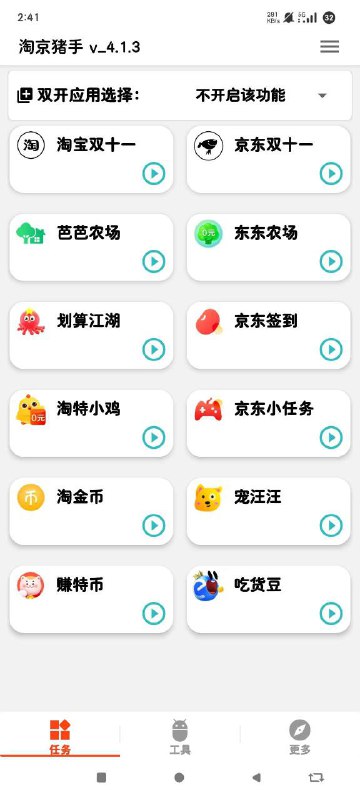 2:41
281 KB/s 5G 32
淘京猪手 v_4.1.3
双开应用选择： 不开启该功能
淘 淘宝双十一 京东双十一
芭芭农场 0元 东东农场
划算江湖 京东签到
0元 淘特小鸡 京东小任务
币 淘金币 宠汪汪
赚特币 吃货豆
任务 工具 更多